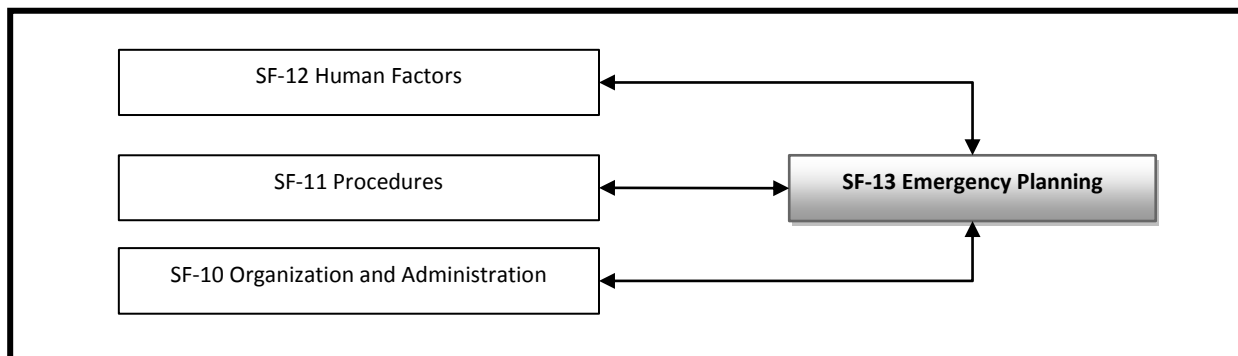 SF-12 Human Factors
SF-11 Procedures
SF-13 Emergency Planning
SF-10 Organization and Administration